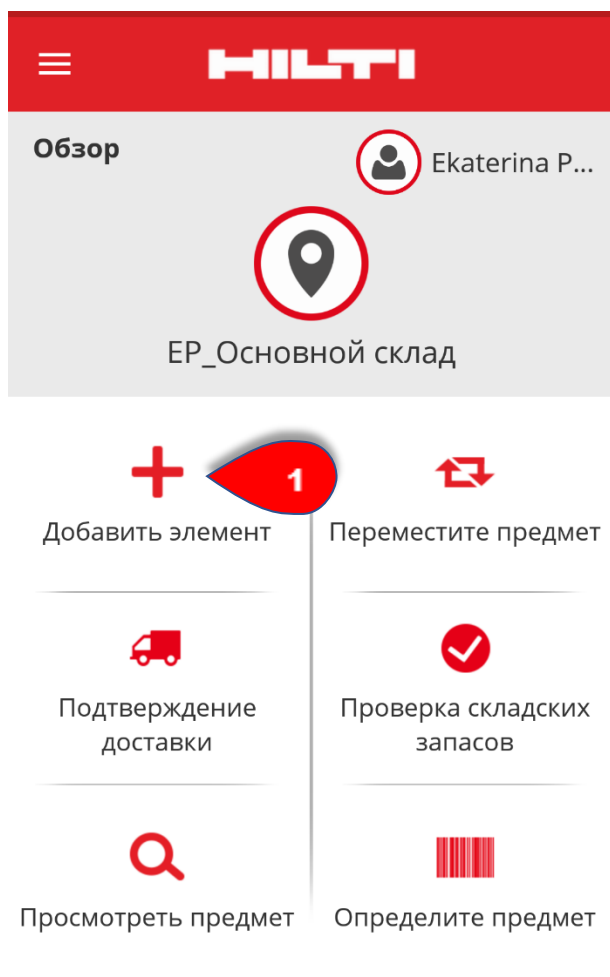 HILTI
Обзор
Ekaterina P...
EP_Основной склад
1
Добавить элемент
Переместите предмет
Подтверждение
доставки
Проверка складских
запасов
Просмотреть предмет
Определите предмет